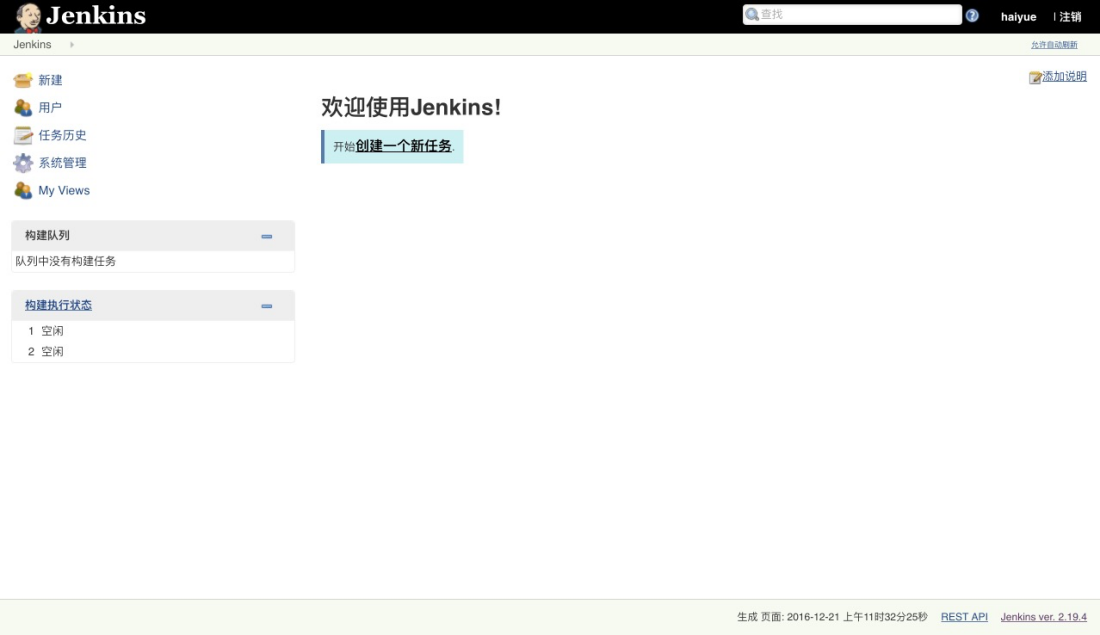 Jenkins
查找
haiyue | 注销
Jenkins
允许自动刷新
新建
用户
任务历史
系统管理
My Views
构建队列
队列中没有构建任务
构建执行状态
1 空闲
2 空闲
添加说明
欢迎使用Jenkins!
开始创建一个新任务.
生成 页面: 2016-12-21 上午11时32分25秒 REST API Jenkins ver. 2.19.4